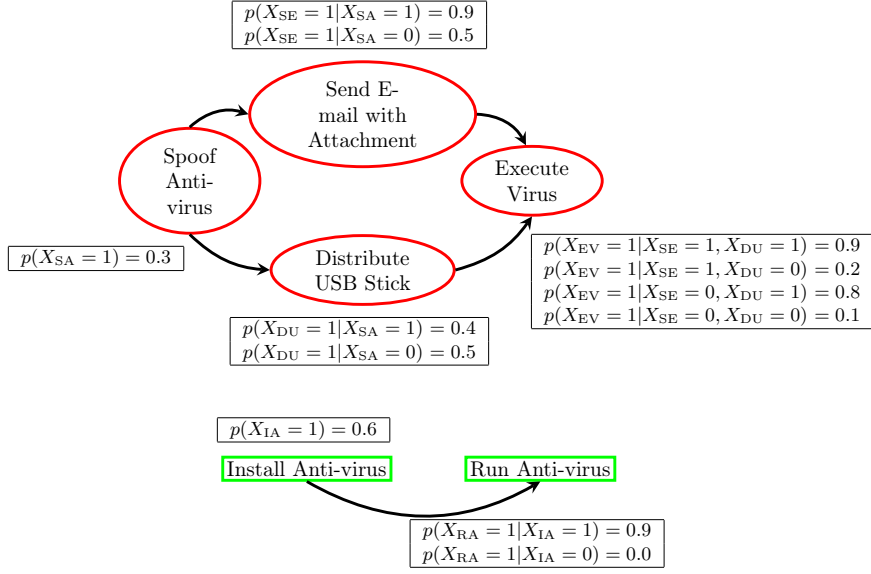 p(X_SE = 1|X_SA = 1) = 0.9
p(X_SE = 1|X_SA = 0) = 0.5
Send E-
mail with
Attachment
Spoof
Anti-
virus
Execute
Virus
p(X_SA = 1) = 0.3
Distribute
USB Stick
p(X_EV = 1|X_SE = 1, X_DU = 1) = 0.9
p(X_EV = 1|X_SE = 1, X_DU = 0) = 0.2
p(X_EV = 1|X_SE = 0, X_DU = 1) = 0.8
p(X_EV = 1|X_SE = 0, X_DU = 0) = 0.1
p(X_DU = 1|X_SA = 1) = 0.4
p(X_DU = 1|X_SA = 0) = 0.5
p(X_IA = 1) = 0.6
Install Anti-virus
Run Anti-virus
p(X_RA = 1|X_IA = 1) = 0.9
p(X_RA = 1|X_IA = 0) = 0.0